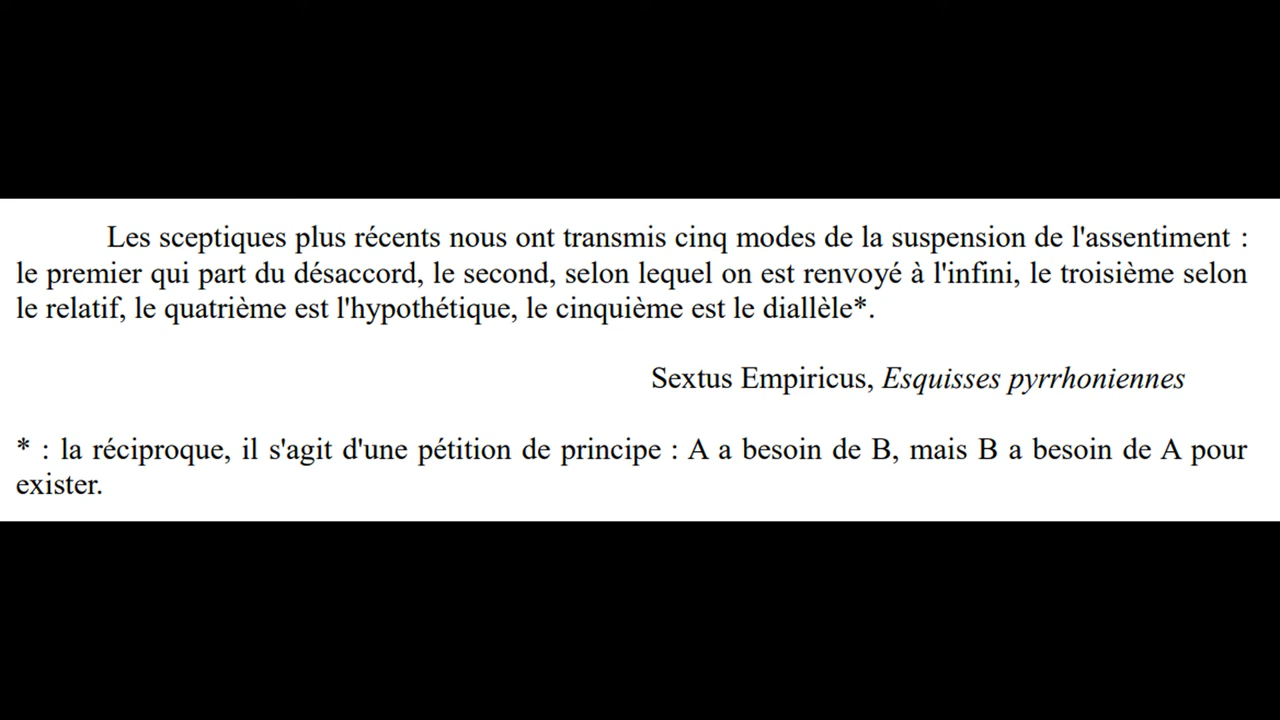 Les sceptiques plus récents nous ont transmis cinq modes de la suspension de l'assentiment :
le premier qui part du désaccord, le second, selon lequel on est renvoyé à l'infini, le troisième selon
le relatif, le quatrième est l'hypothétique, le cinquième est le diallèle*.
Sextus Empiricus, Esquisses pyrrhoniennes
* : la réciproque, il s'agit d'une pétition de principe : A a besoin de B, mais B a besoin de A pour
exister.